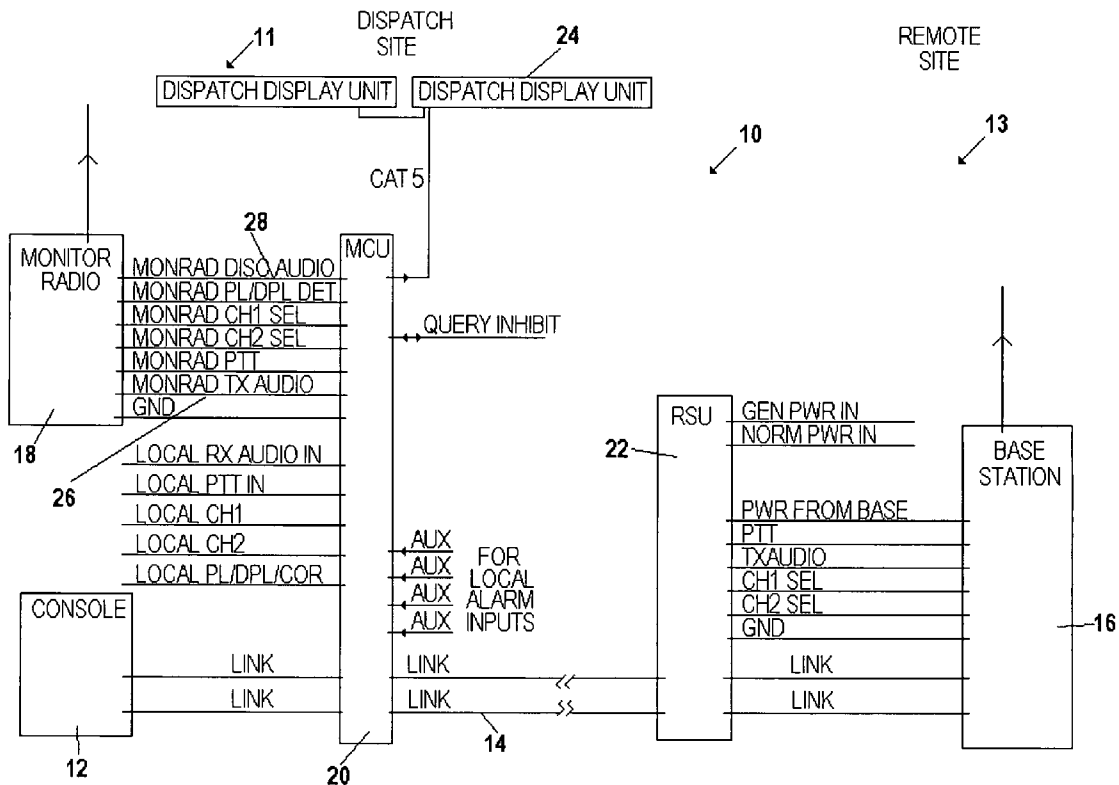 DISPATCH
SITE
11
24
REMOTE
SITE
DISPATCH DISPLAY UNIT
DISPATCH DISPLAY UNIT
10
13
CAT 5
28
MONITOR
RADIO
MCU
MONRAD DISC AUDIO
MONRAD PL/DPL DET
MONRAD CH1 SEL
MONRAD CH2 SEL
MONRAD PTT
MONRAD TX AUDIO
GND
QUERY INHIBIT
18
26
LOCAL RX AUDIO IN
LOCAL PTT IN
LOCAL CH1
LOCAL CH2
LOCAL PL/DPL/COR
AUX
AUX
AUX
AUX
FOR
LOCAL
ALARM
INPUTS
RSU
22
GEN PWR IN
NORM PWR IN
BASE
STATION
PWR FROM BASE
PTT
TXAUDIO
CH1 SEL
CH2 SEL
GND
16
CONSOLE
LINK
LINK
LINK
LINK
LINK
LINK
12
20
14